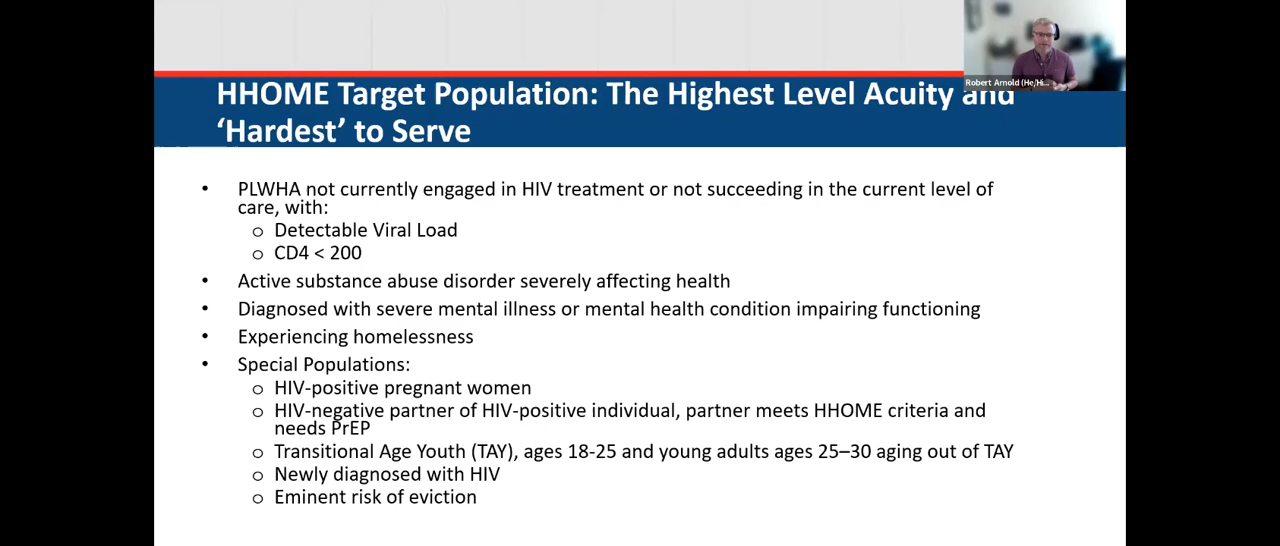 HHOME Target Population: The Highest Level Acuity and
‘Hardest’ to Serve
Robert Arnold (He/Hi...
• PLWHA not currently engaged in HIV treatment or not succeeding in the current level of
care, with:
o Detectable Viral Load
o CD4 < 200
• Active substance abuse disorder severely affecting health
• Diagnosed with severe mental illness or mental health condition impairing functioning
• Experiencing homelessness
• Special Populations:
o HIV-positive pregnant women
o HIV-negative partner of HIV-positive individual, partner meets HHOME criteria and
needs PrEP
o Transitional Age Youth (TAY), ages 18-25 and young adults ages 25–30 aging out of TAY
o Newly diagnosed with HIV
o Eminent risk of eviction